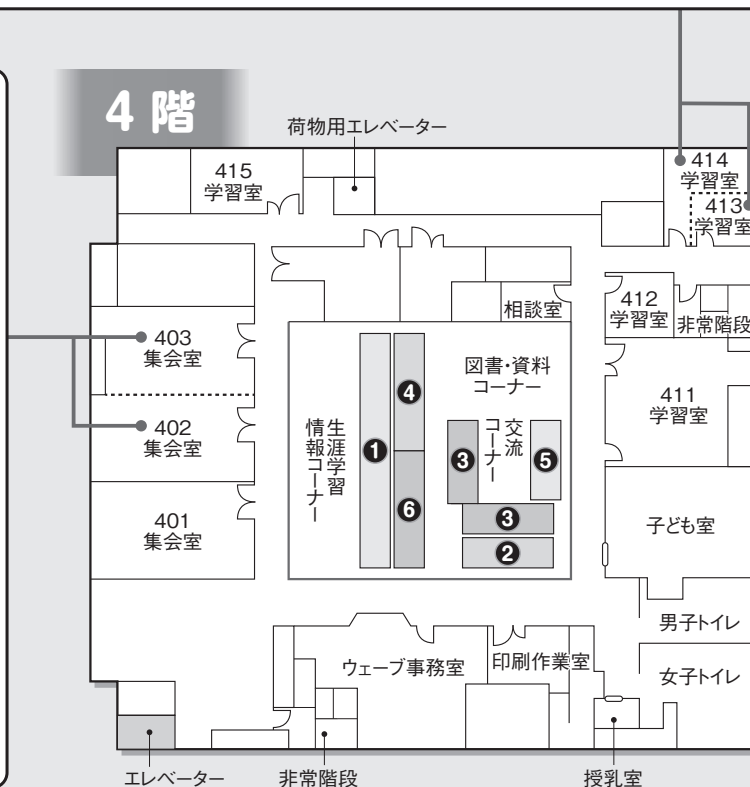 4階
荷物用エレベーター
415
学習室
414
学習室
413
学習室
相談室
412
学習室
非常階段
403
集会室
図書・資料
コーナー
411
学習室
402
集会室
生涯学習
情報コーナー
交流
コーナー
❶
❹
❸
❺
❻
❸
❷
401
集会室
子ども室
男子トイレ
ウェーブ事務室
印刷作業室
女子トイレ
エレベーター
非常階段
授乳室